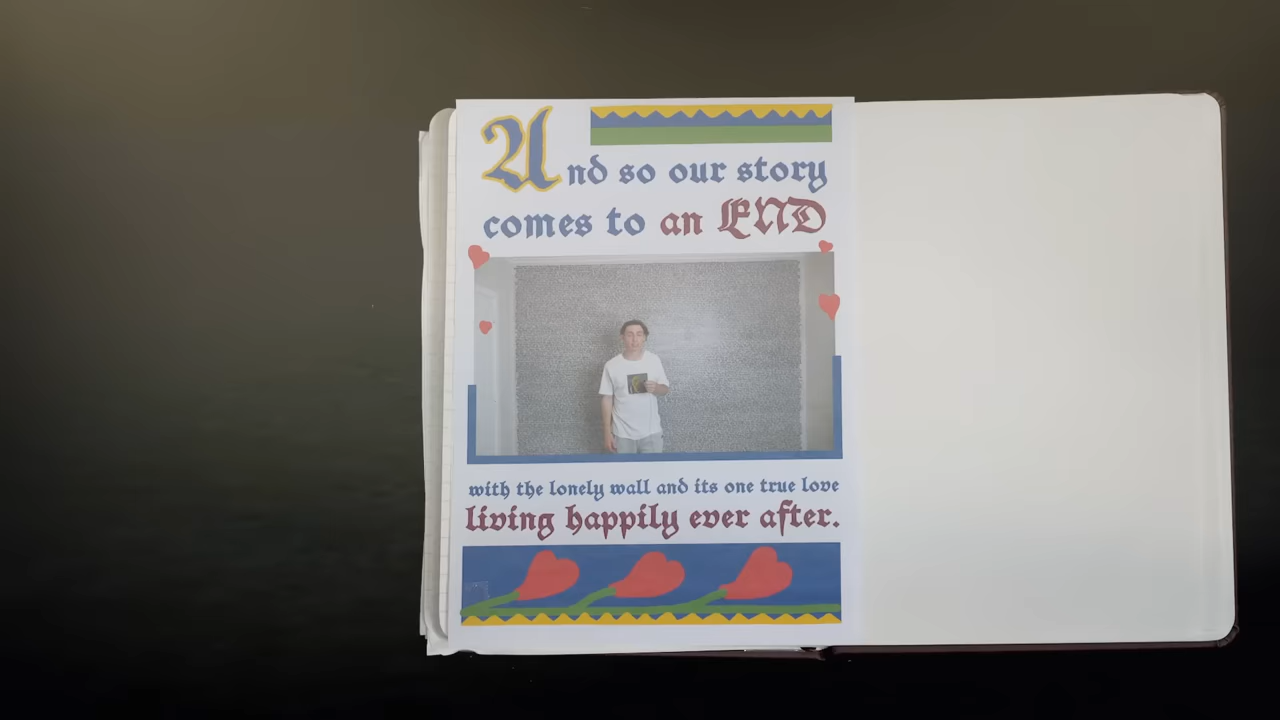 And so our story
comes to an END
with the lonely wall and its one true love
living happily ever after.